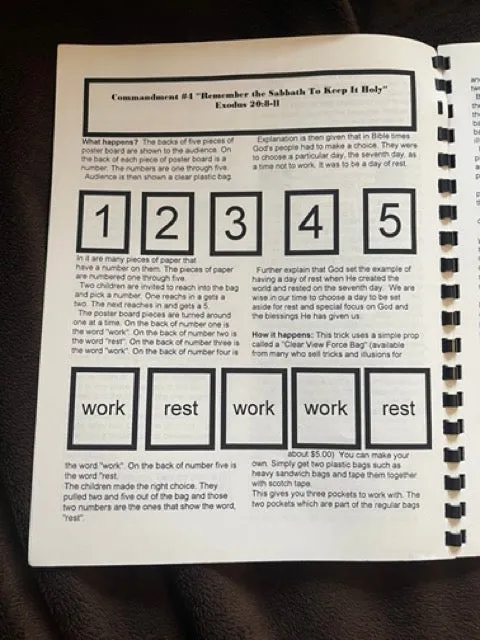 Commandment #4 "Remember the Sabbath To Keep It Holy"
Exodus 20:8-11
What happens? The backs of five pieces of
poster board are shown to the audience. On
the back of each piece of poster board is a
number. The numbers are one through five.
Audience is then shown a clear plastic bag.
Explanation is then given that in Bible times
God's people had to make a choice. They were
to choose a particular day, the seventh day, as
a time not to work. It was to be a day of rest.
1 2 3 4 5
In it are many pieces of paper that
have a number on them. The pieces of paper
are numbered one through five.
Two children are invited to reach into the bag
and pick a number. One reaches in a gets a
two. The next reaches in and gets 5.
The poster board pieces are turned around
one at a time. On the back of number one is
the word "work". On the back of number two is
the word "rest". On the back of number three is
the word "work". On the back of number four is
Further explain that God set the example of
having a day of rest when He created the
world and rested on the seventh day. We are
wise in our time to choose a day to be set
aside for rest and special focus on God and
the blessings He has given us.
How it happens: This trick uses a simple prop
called a "Clear View Force Bag" (available
from many who sell tricks and illusions for
work rest work work rest
the word "work". On the back of number five is
the word "rest.
The children made the right choice. They
pulled two and five out of the bag and those
two numbers are the ones that show the word,
"rest".
about $5.00) You can make your
own. Simply get two plastic bags such as
heavy sandwich bags and tape them together
with scotch tape.
This gives you three pockets to work with. The
two pockets which are part of the regular bags